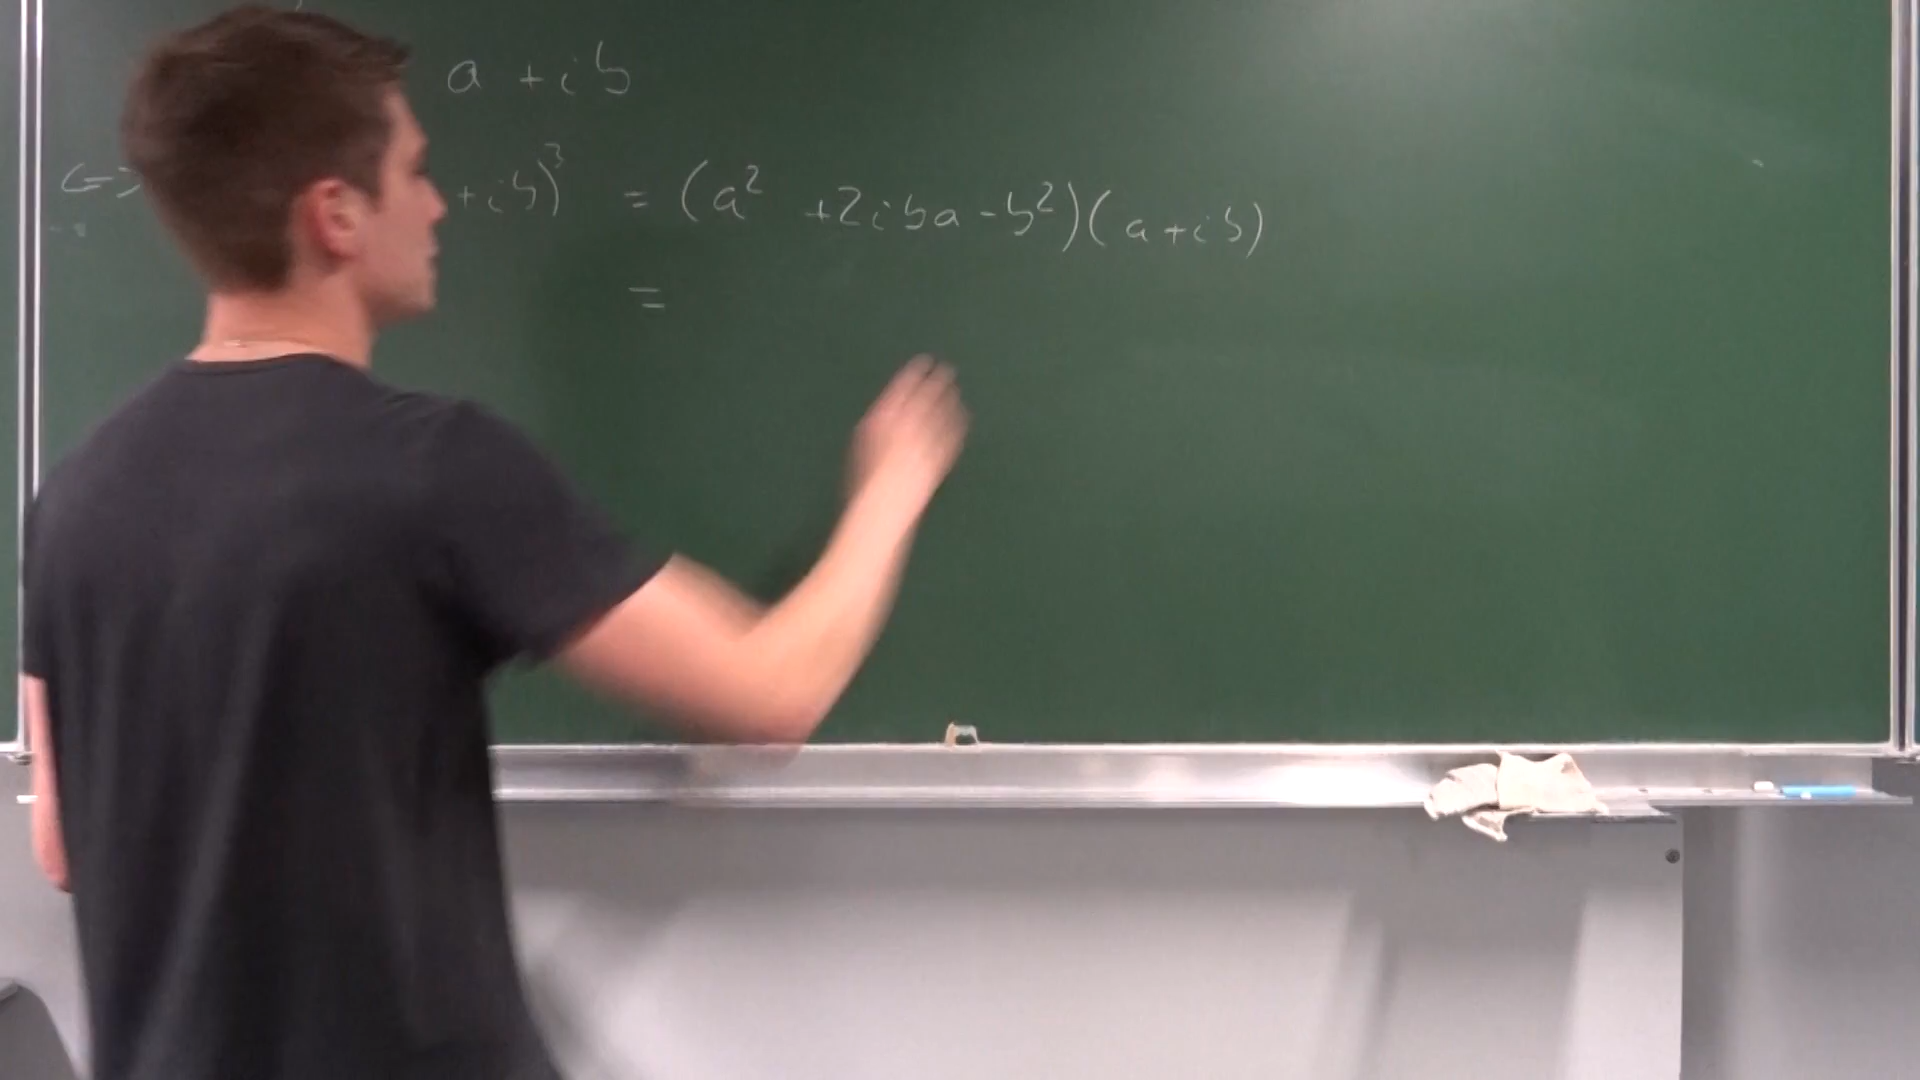 a + ib
<=> + ib)³ = (a² + 2iba - b²)(a + ib)
=